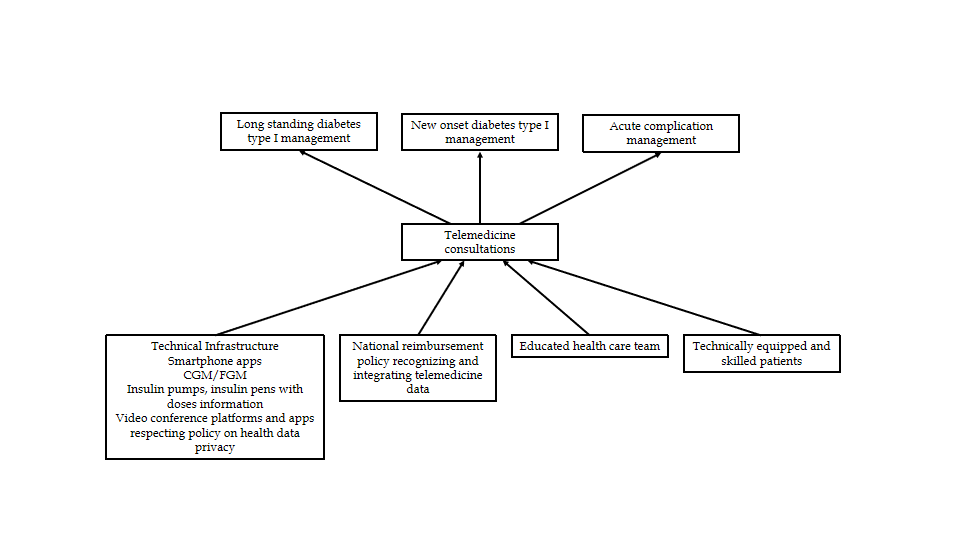 Long standing diabetes
type I management
New onset diabetes type I
management
Acute complication
management
Telemedicine
consultations
Technical Infrastructure
Smartphone apps
CGM/FGM
Insulin pumps, insulin pens with
doses information
Video conference platforms and apps
respecting policy on health data
privacy
National reimbursement
policy recognizing and
integrating telemedicine
data
Educated health care team
Technically equipped and
skilled patients